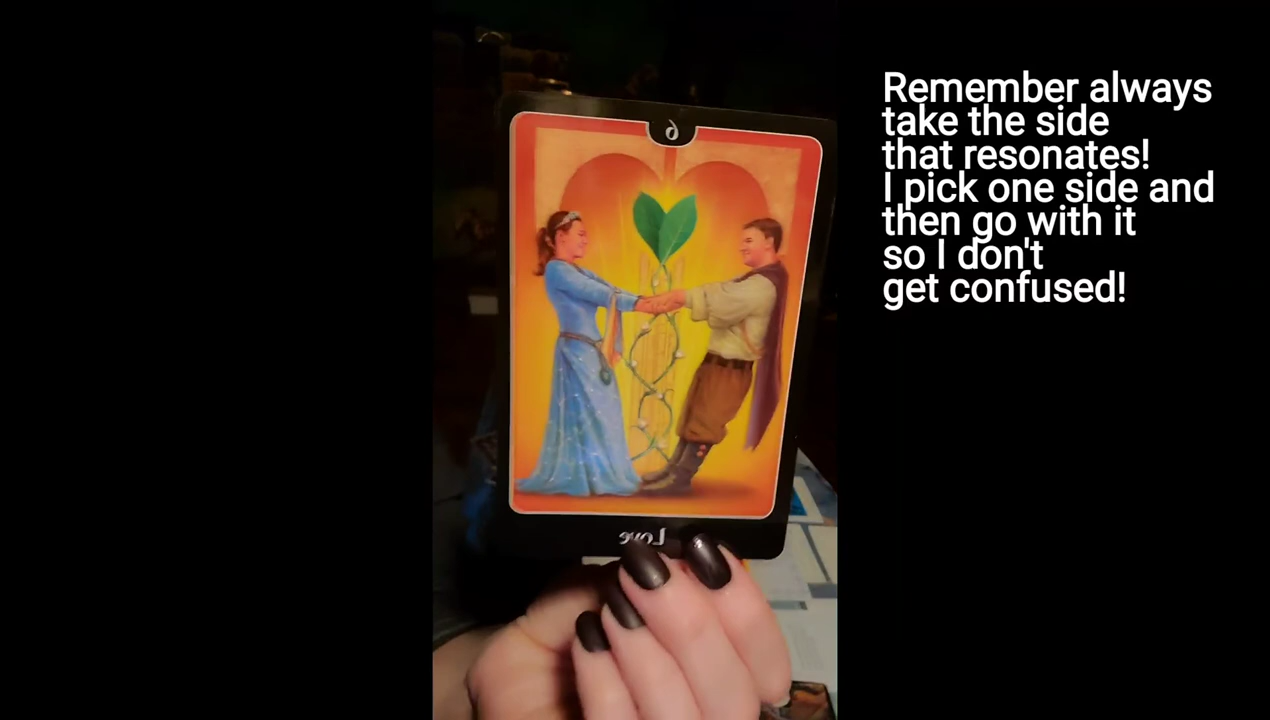 6
Remember always
take the side
that resonates!
I pick one side and
then go with it
so I don't
get confused!
Love